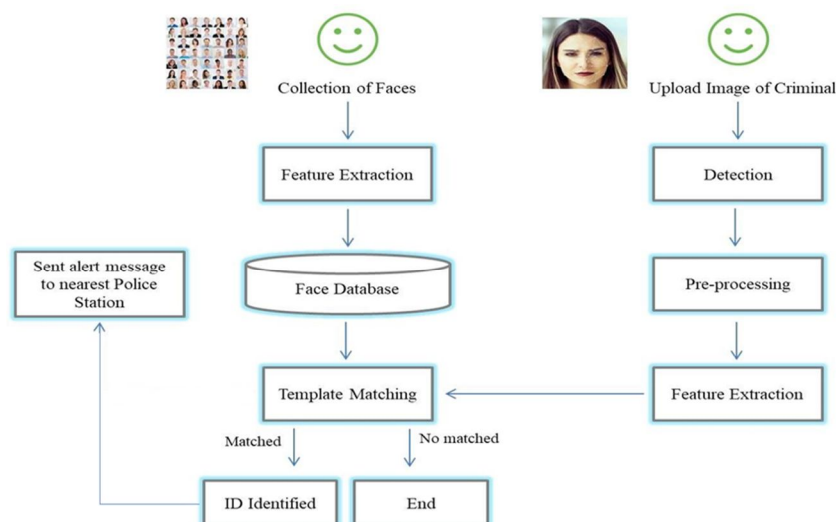 Collection of Faces
Upload Image of Criminal
Feature Extraction
Detection
Sent alert message
to nearest Police
Station
Face Database
Pre-processing
Template Matching
Feature Extraction
Matched
No matched
ID Identified
End